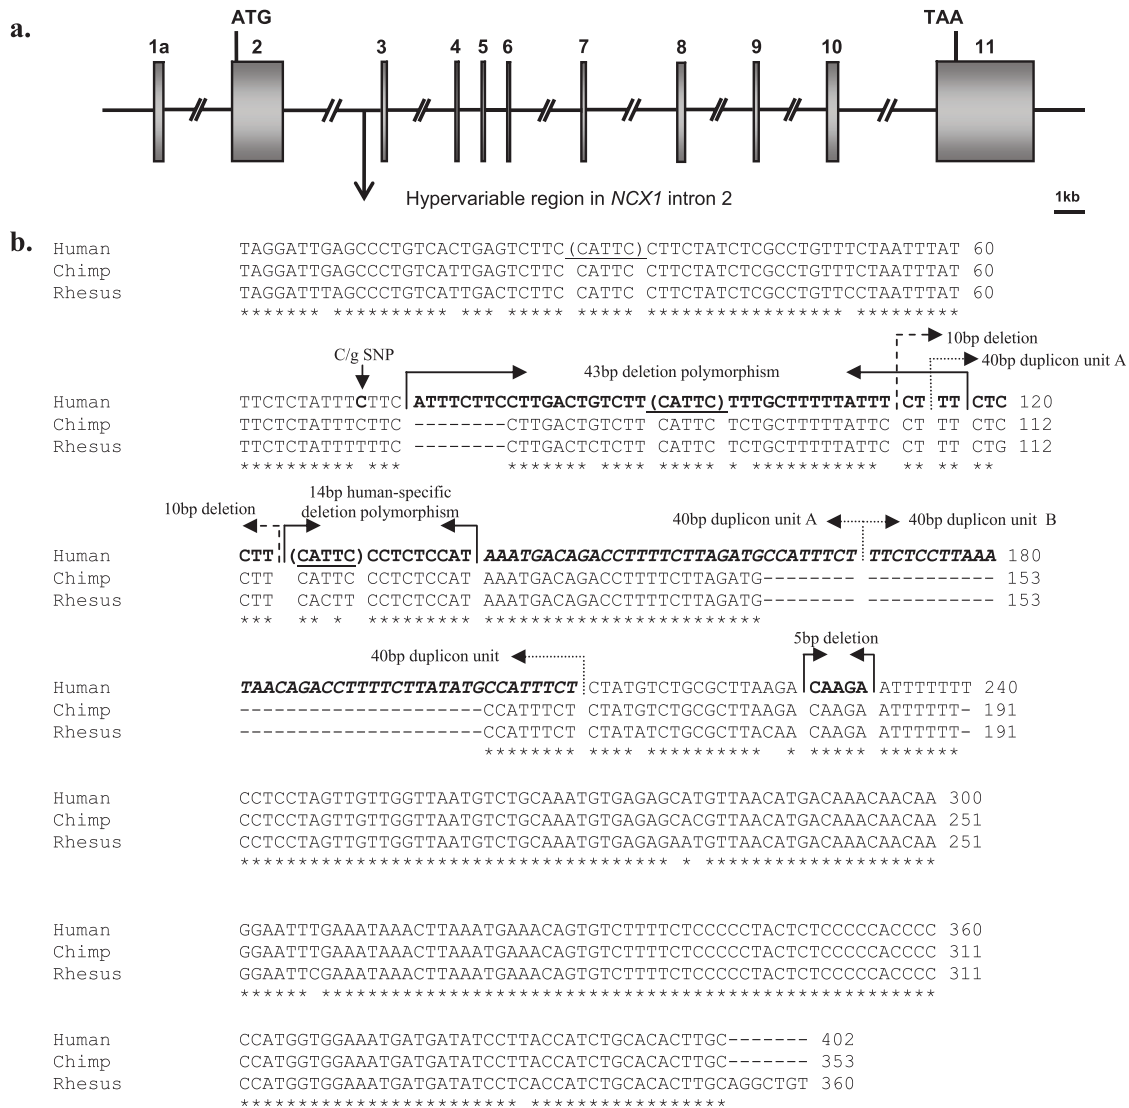 a.
ATG TAA
1a 2 3 4 5 6 7 8 9 10 11
Hypervariable region in NCX1 intron 2
1kb
b.
Human TAGGATTGAGCCCTGTCACTGAGTCTTC(CATTC)CTTCTATCTCGCCTGTTTCTAATTTAT 60
Chimp TAGGATTGAGCCCTGTCATTGAGTCTTC CATTC CTTCTATCTCGCCTGTTTCTAATTTAT 60
Rhesus TAGGATTTAGCCCTGTCATTGACTCTTC CATTC CTTCTATCTCGCCTGTTCCTAATTTAT 60
******* ********** *** ***** ***** ****************** *********
10bp deletion
C/g SNP 43bp deletion polymorphism 40bp duplicon unit A
Human TTCTCTATTTCTTC ATTTCTTCCTTGACTGTCTT(CATTC)TTTGCTTTTTATTT CT TT CTC 120
Chimp TTCTCTATTTCTTC --------CTTGACTGTCTT CATTC TCTGCTTTTTATTC CT TT CTC 112
Rhesus TTCTCTATTTTTTC --------CTTGACTCTCTT CATTC TCTGCTTTTTATTC CT TT CTG 112
********** *** ********* **** ***** * *********** ** ** **
10bp deletion 14bp human-specific
deletion polymorphism 40bp duplicon unit A 40bp duplicon unit B
Human CTT (CATTC)CCTCTCCAT AAATGACAGACCTTTTCTTAGATGCCATTTCT TTCTCCTTAAA 180
Chimp CTT CATTC CCTCTCCAT AAATGACAGACCTTTTCTTAGATG-------- ----------- 153
Rhesus CTT CACTT CCTCTCCAT AAATGACAGACCTTTTCTTAGATG-------- ----------- 153
*** ** * ********* ************************
5bp deletion
40bp duplicon unit
Human TAACAGACCTTTTCTTATATGCCATTTCT CTATGTCTGCGCTTAAGA CAAGA ATTTTTTT 240
Chimp ---------------------CCATTTCT CTATGTCTGCGCTTAAGA CAAGA ATTTTTT- 191
Rhesus ---------------------CCATTTCT CTATATCTGCGCTTACAA CAAGA ATTTTTT- 191
******** **** ********** * ***** *******
Human CCTCCTAGTTGTTGGTTAATGTCTGCAAATGTGAGAGCATGTTAACATGACAAACAACAA 300
Chimp CCTCCTAGTTGTTGGTTAATGTCTGCAAATGTGAGAGCACGTTAACATGACAAACAACAA 251
Rhesus CCTCCTAGTTGTTGGTTAATGTCTGCAAATGTGAGAGAATGTTAACATGACAAACAACAA 251
************************************* * ********************
Human GGAATTTGAAATAAACTTAAATGAAACAGTGTCTTTTCTCCCCCTACTCTCCCCCACCCC 360
Chimp GGAATTTGAAATAAACTTAAATGAAACAGTGTCTTTTCTCCCCCTACTCTCCCCCACCCC 311
Rhesus GGAATTCGAAATAAACTTAAATGAAACAGTGTCTTTTCTCCCCCTACTCTCCCCCACCCC 311
****** *****************************************************
Human CCATGGTGGAAATGATGATATCCTTACCATCTGCACACTTGC------- 402
Chimp CCATGGTGGAAATGATGATATCCTTACCATCTGCACACTTGC------- 353
Rhesus CCATGGTGGAAATGATGATATCCTCACCATCTGCACACTTGCAGGCTGT 360
************************ *****************